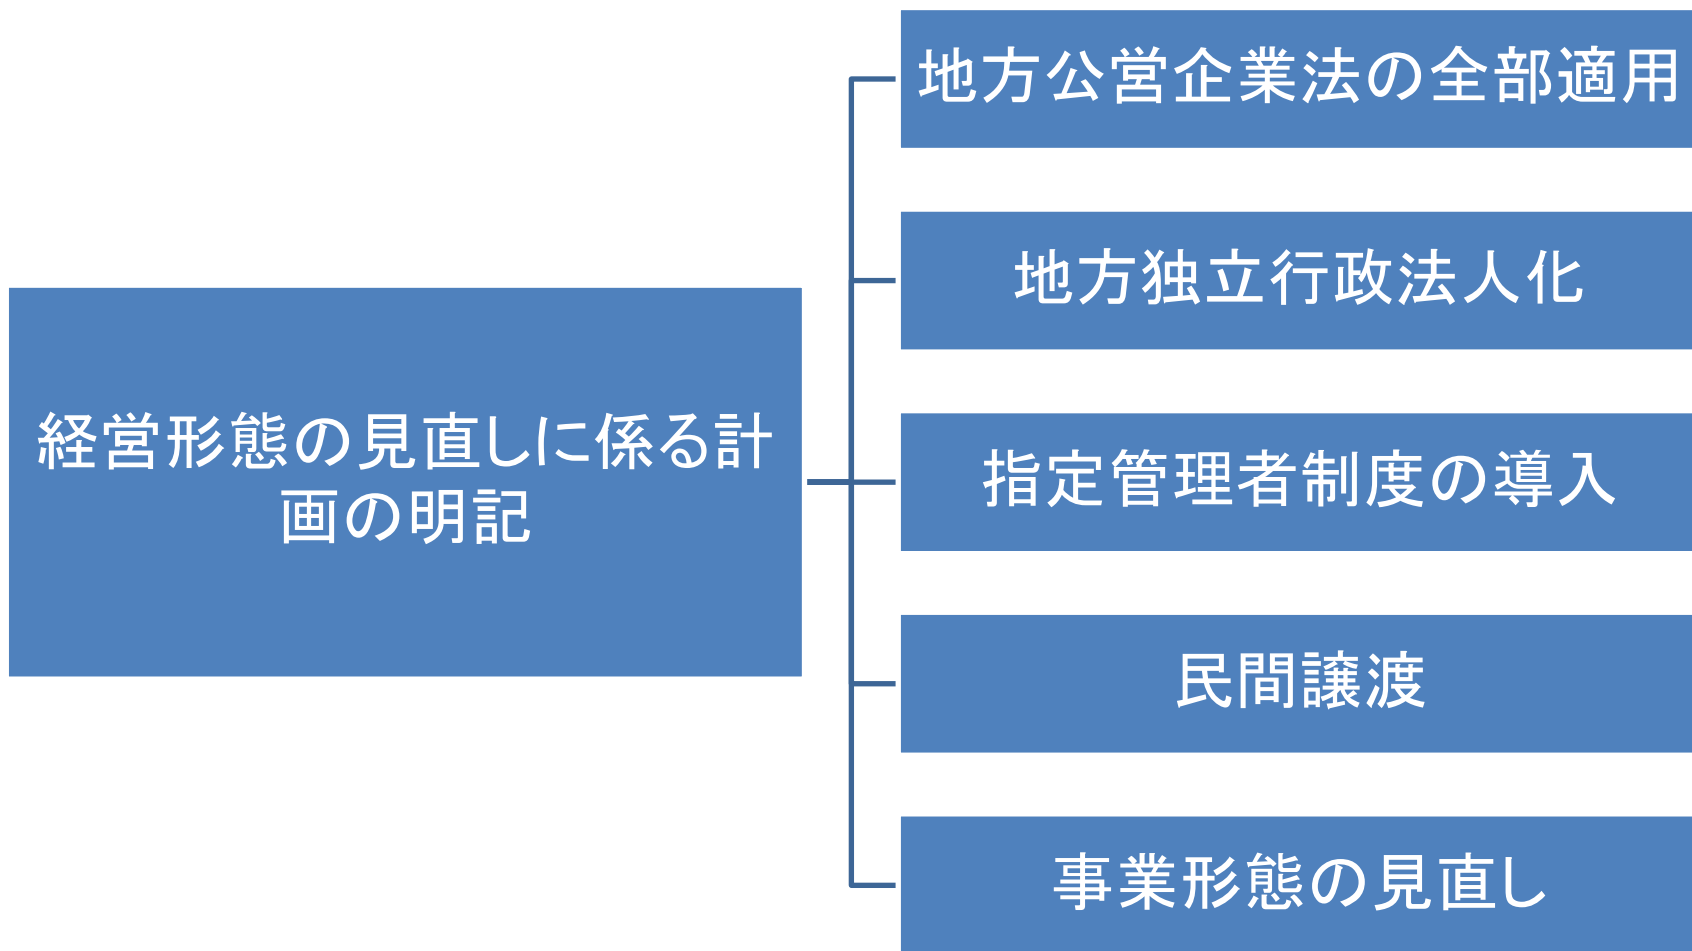 経営形態の見直しに係る計
画の明記
地方公営企業法の全部適用
地方独立行政法人化
指定管理者制度の導入
民間譲渡
事業形態の見直し